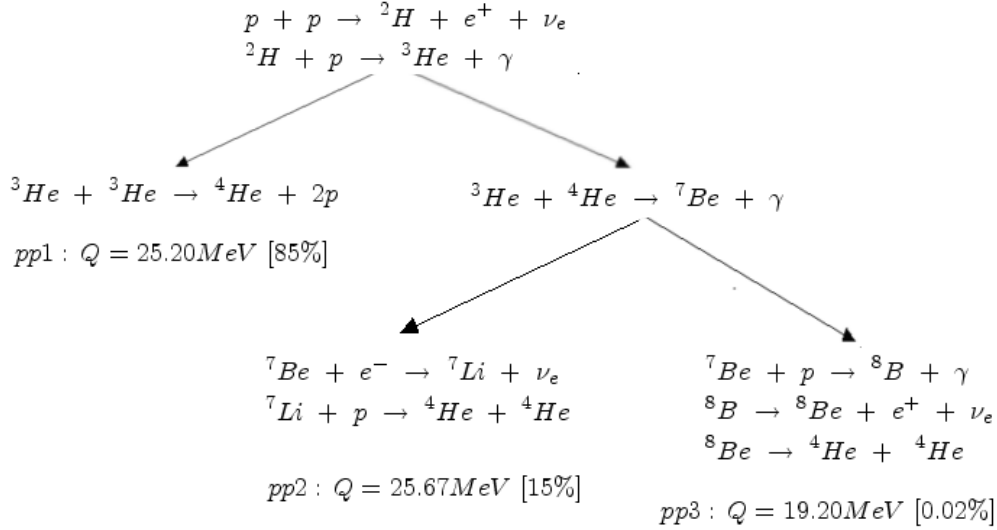 p + p → ²H + e⁺ + νₑ
²H + p → ³He + γ
³He + ³He → ⁴He + 2p
pp1 : Q = 25.20MeV [85%]
³He + ⁴He → ⁷Be + γ
⁷Be + e⁻ → ⁷Li + νₑ
⁷Li + p → ⁴He + ⁴He
pp2 : Q = 25.67MeV [15%]
⁷Be + p → ⁸B + γ
⁸B → ⁸Be + e⁺ + νₑ
⁸Be → ⁴He + ⁴He
pp3 : Q = 19.20MeV [0.02%]